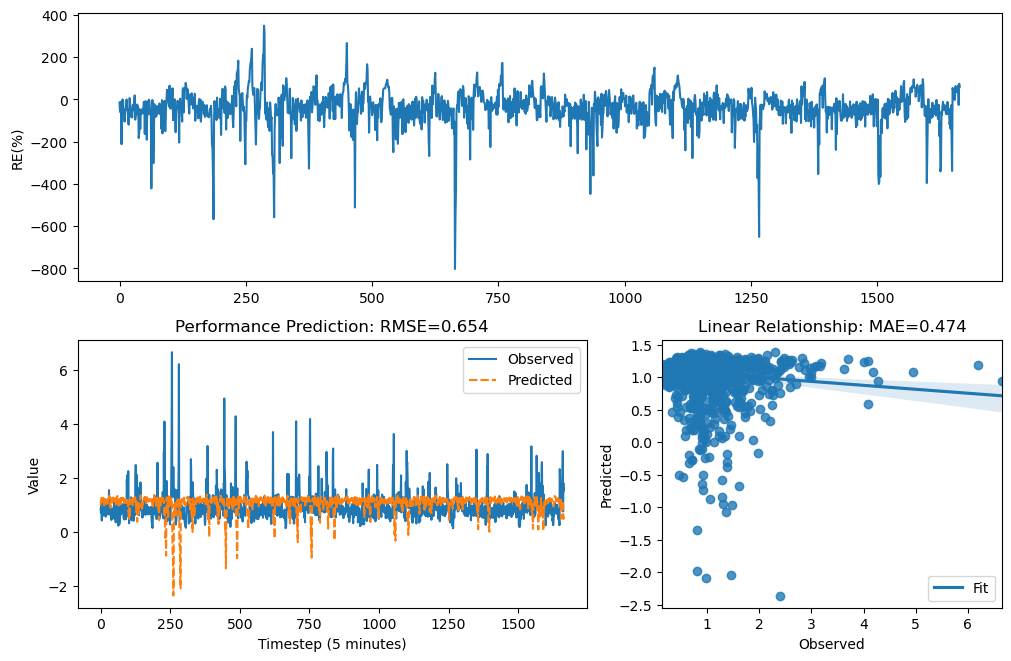 400
200
0
−200
−400
−600
−800
RE(%)
0 250 500 750 1000 1250 1500
Performance Prediction: RMSE=0.654
Observed
Predicted
6
4
2
0
−2
Value
0 250 500 750 1000 1250 1500
Timestep (5 minutes)
Linear Relationship: MAE=0.474
1.5
1.0
0.5
0.0
−0.5
−1.0
−1.5
−2.0
−2.5
Predicted
Fit
1 2 3 4 5 6
Observed